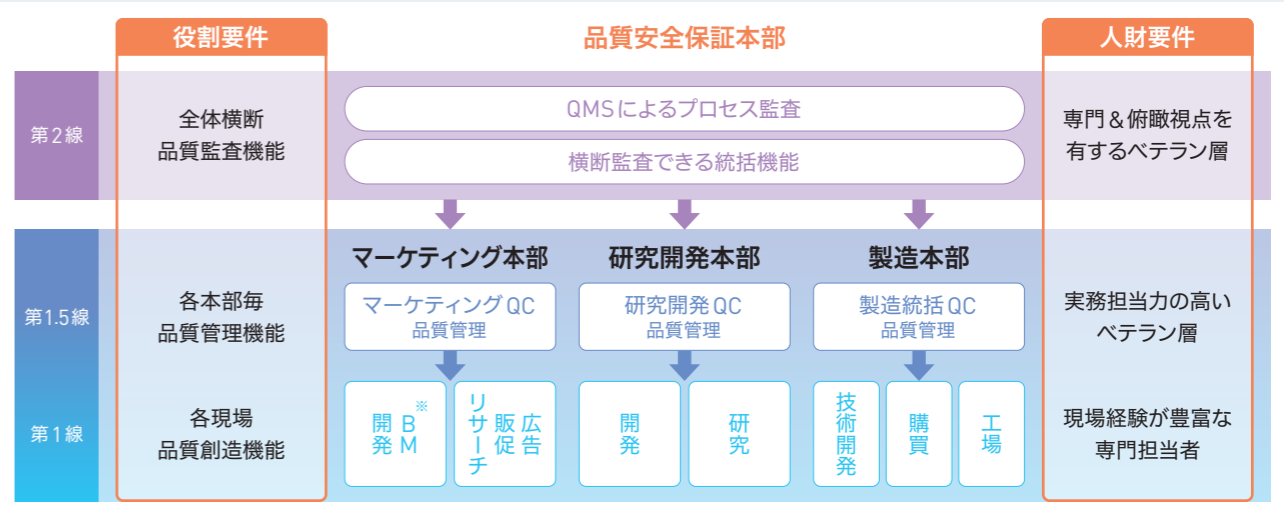 役割要件
品質安全保証本部
人財要件
第2線
全体横断
品質監査機能
QMSによるプロセス監査
横断監査できる統括機能
専門&俯瞰視点を
有するベテラン層
マーケティング本部
研究開発本部
製造本部
第1.5線
各本部毎
品質管理機能
マーケティングQC
品質管理
研究開発QC
品質管理
製造統括QC
品質管理
実務担当力の高い
ベテラン層
第1線
各現場
品質創造機能
BM※
開発
広告
販促
リサーチ
開発
研究
技術開発
購買
工場
現場経験が豊富な
専門担当者